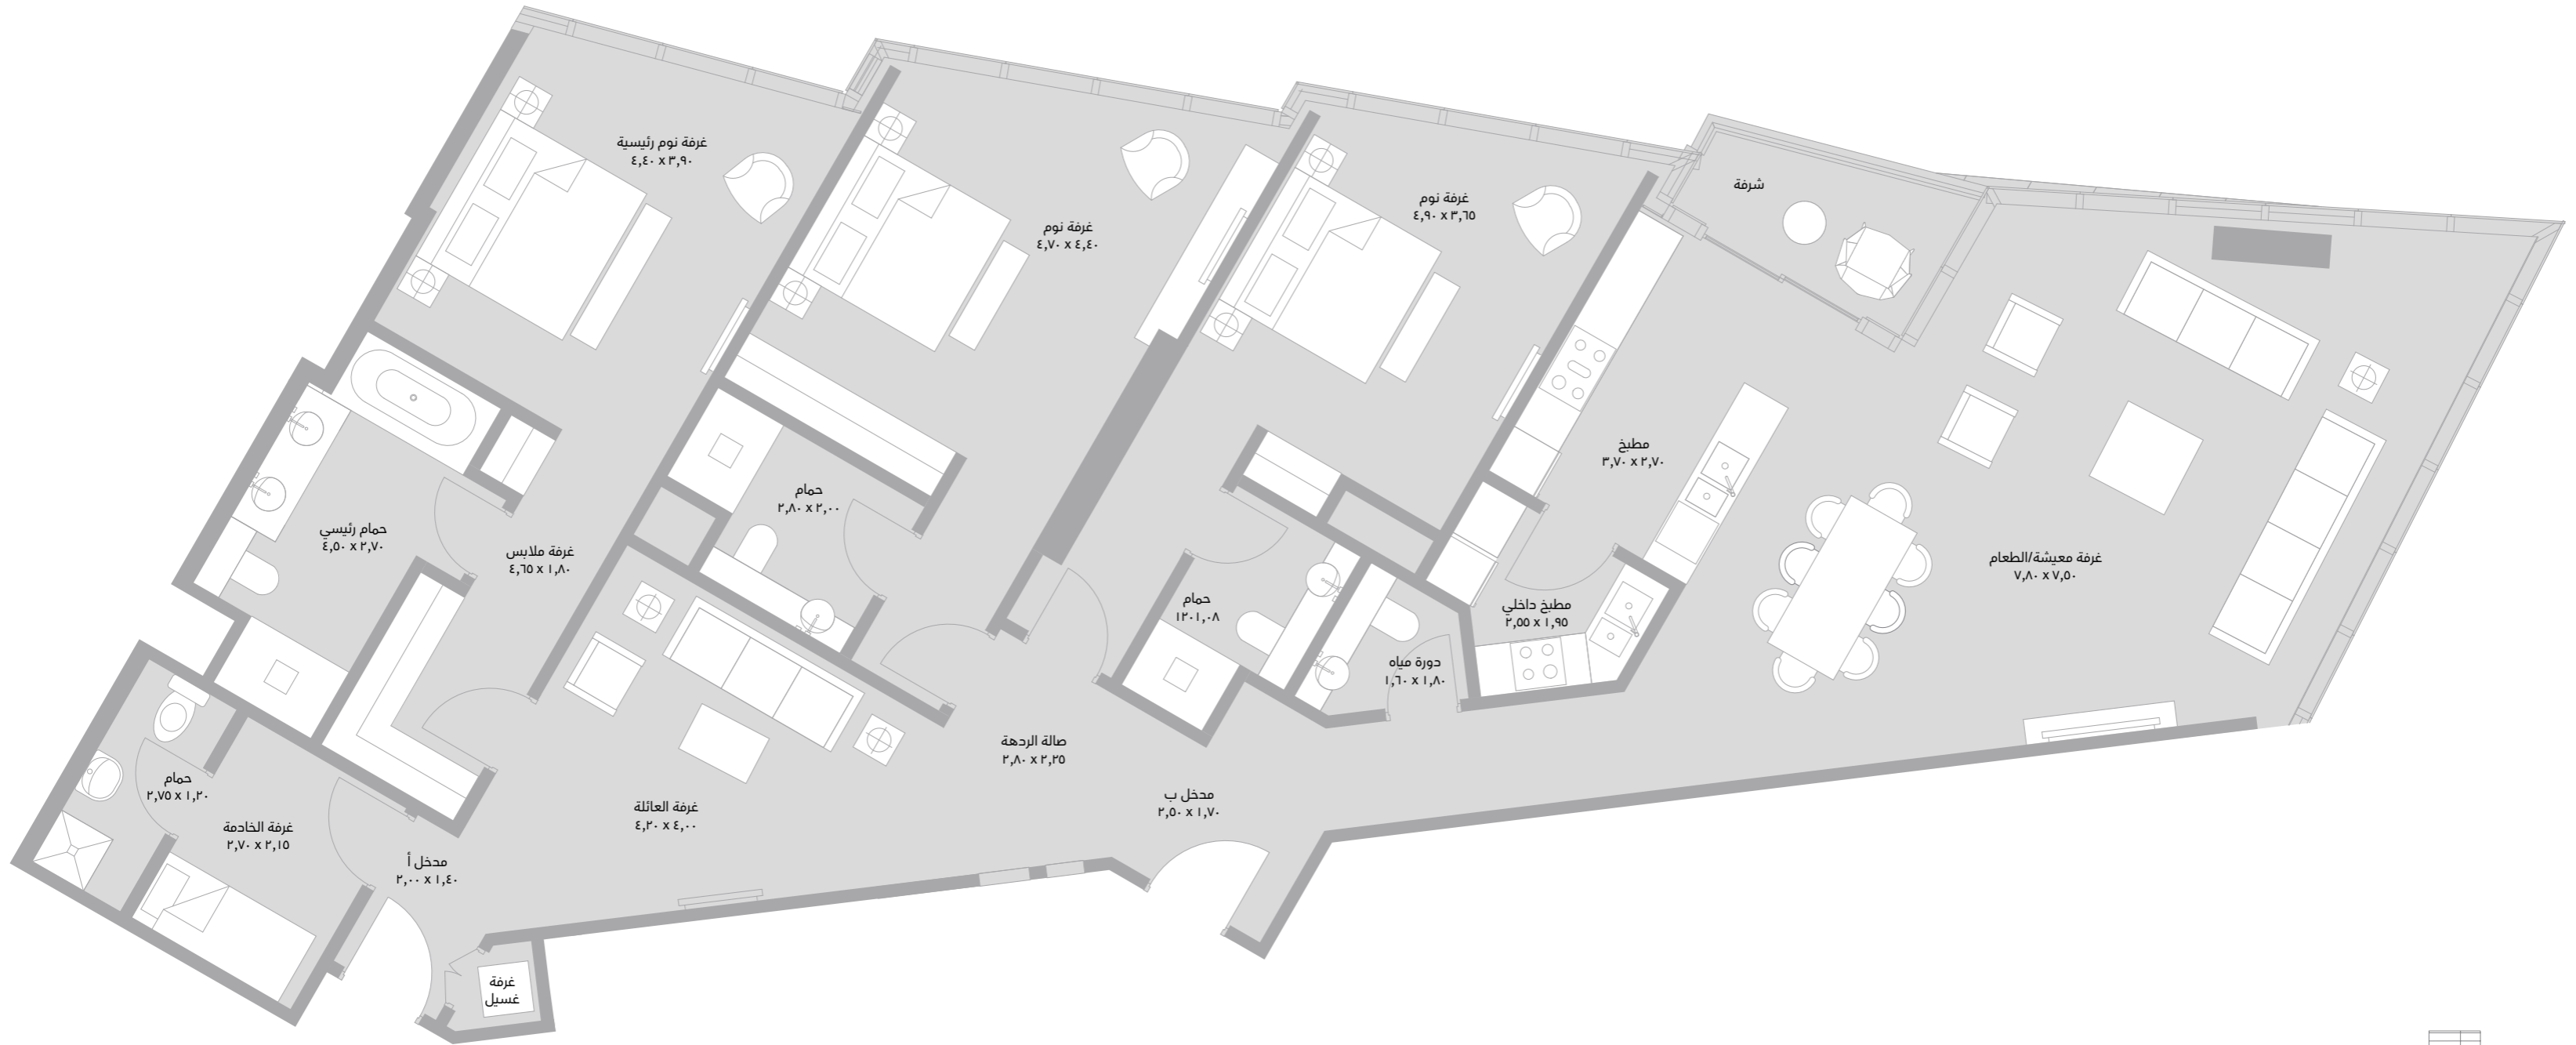 غرفة نوم رئيسية
٤,٤٠ x ٣,٩٠
غرفة نوم
٤,٧٠ x ٤,٤٠
غرفة نوم
٤,٩٠ x ٣,٦٥
شرفة
مطبخ
٣,٧٠ x ٢,٧٠
غرفة معيشة/الطعام
٧,٨٠ x ٧,٥٠
حمام
٢,٨٠ x ٢,٠٠
حمام رئيسي
٤,٥٠ x ٢,٧٠
غرفة ملابس
٤,٦٥ x ١,٨٠
حمام
١٢٠١,٠٨
مطبخ داخلي
٢,٥٥ x ١,٩٥
دورة مياه
١,٦٠ x ١,٨٠
صالة الردهة
٢,٨٠ x ٢,٣٥
مدخل ب
٢,٥٠ x ١,٧٠
غرفة العائلة
٤,٢٠ x ٤,٠٠
حمام
٢,٧٥ x ١,٢٠
غرفة الخادمة
٢,٧٠ x ٢,١٥
مدخل أ
٢,٠٠ x ١,٤٠
غرفة
غسيل